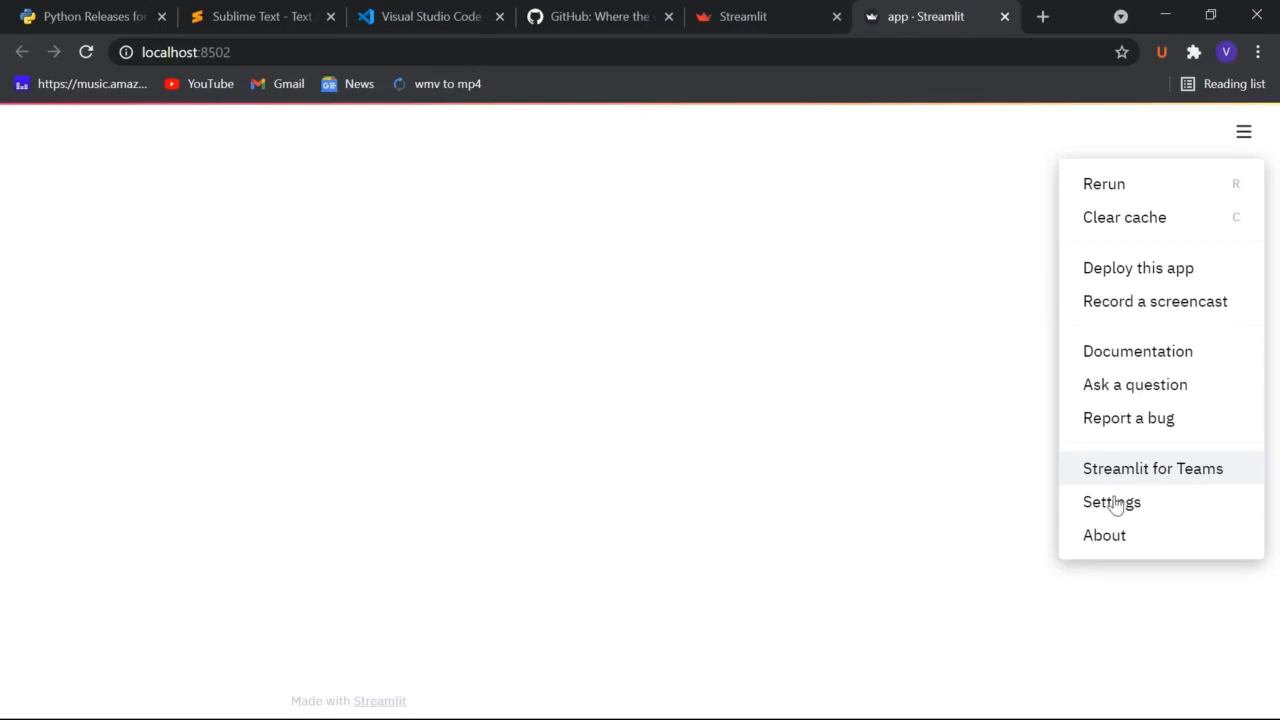 Python Releases for
Sublime Text - Text
Visual Studio Code
GitHub: Where the
Streamlit
app · Streamlit
localhost:8502
U
V
https://music.amaz...
YouTube
Gmail
GE News
wmv to mp4
Reading list
Rerun R
Clear cache C
Deploy this app
Record a screencast
Documentation
Ask a question
Report a bug
Streamlit for Teams
Settings
About
Made with Streamlit